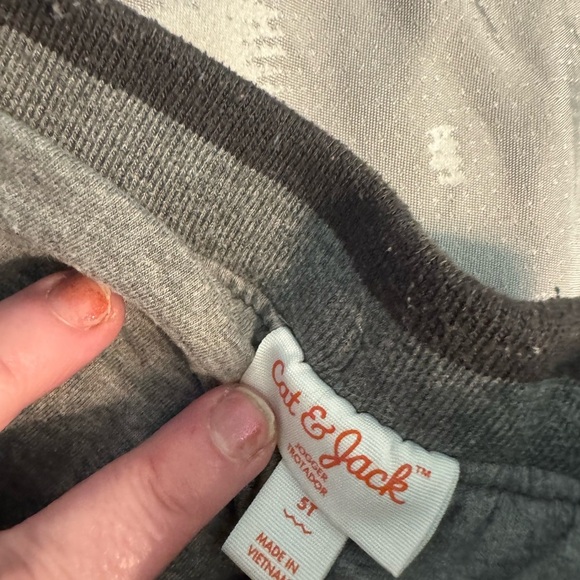 Cat & Jack™
JOGGER
TROTADOR
5T
MADE IN
VIETNAM